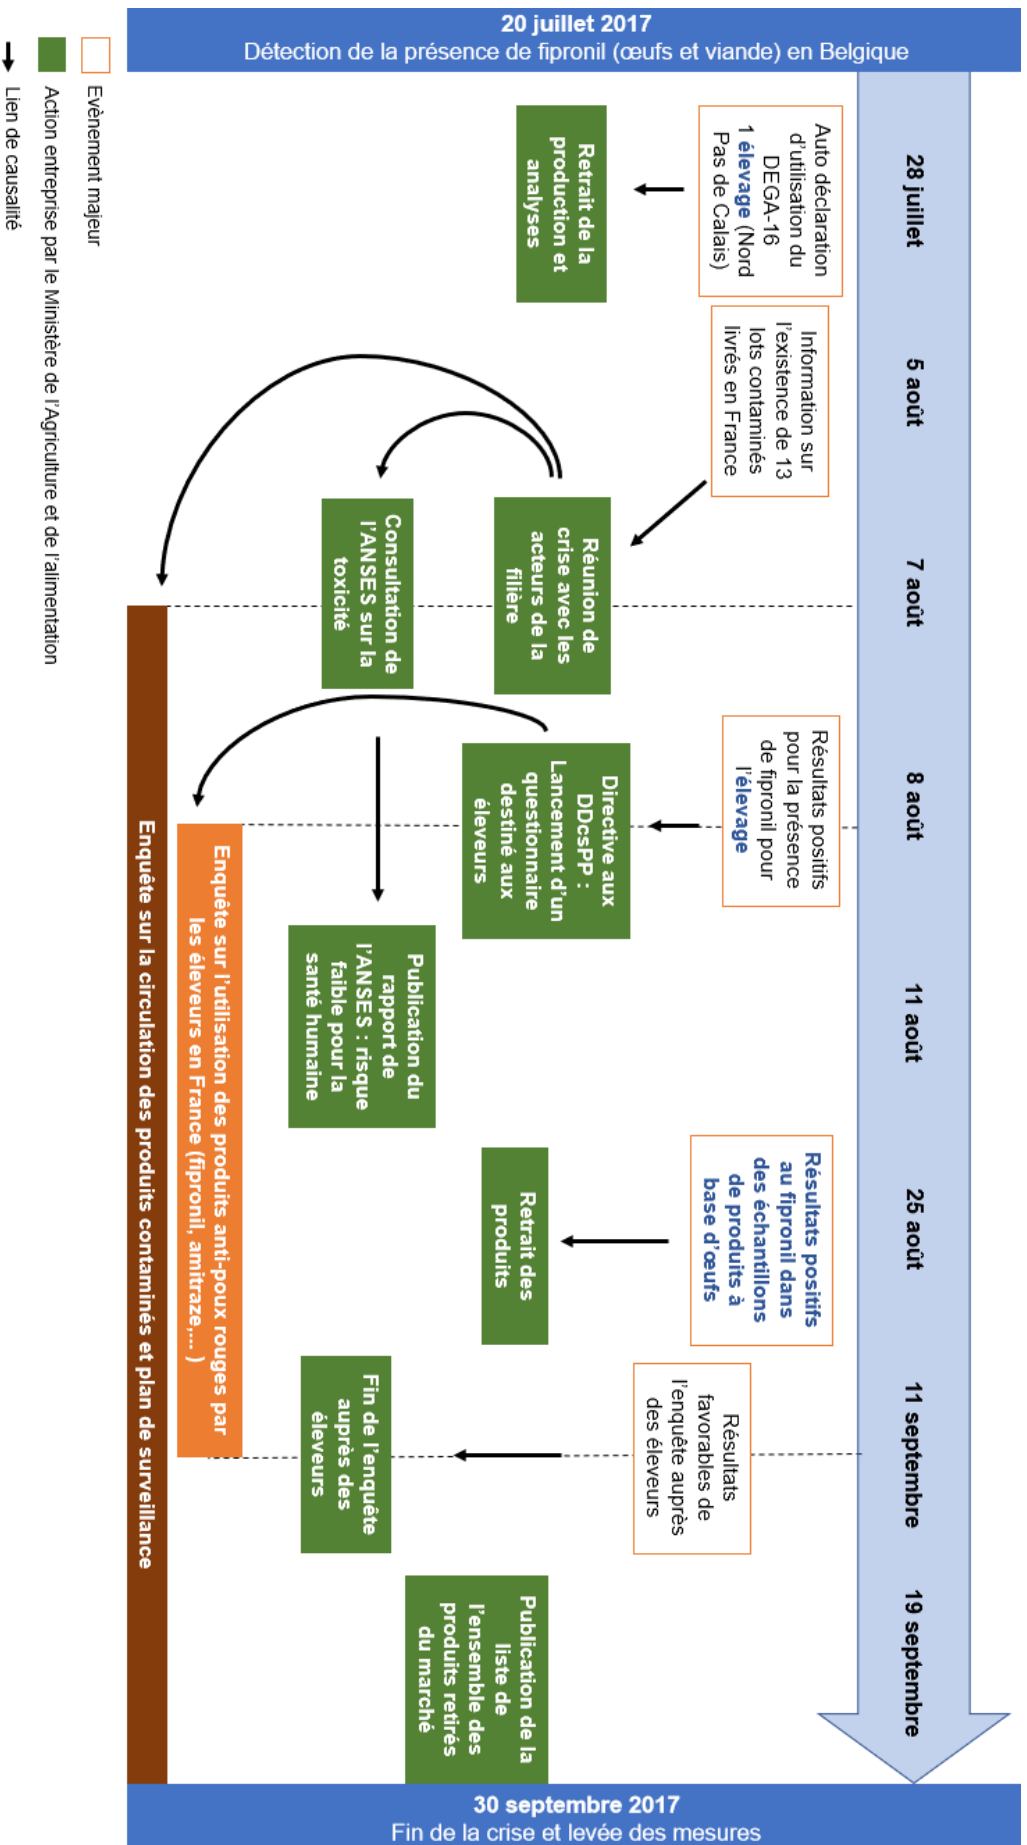 20 juillet 2017
Détection de la présence de fipronil (œufs et viande) en Belgique
28 juillet
5 août
7 août
8 août
11 août
25 août
11 septembre
19 septembre
Auto déclaration
d'utilisation du
DEGA-16
1 élevage (Nord
Pas de Calais)
Information sur
l'existence de 13
lots contaminés
livrés en France
Résultats positifs
pour la présence
de fipronil pour
l'élevage
Résultats positifs
au fipronil dans
des échantillons
de produits à
base d'œufs
Résultats
favorables de
l'enquête auprès
des éleveurs
Retrait de la
production et
analyses
Réunion de
crise avec les
acteurs de la
filière
Consultation de
l'ANSES sur la
toxicité
Directive aux
DDcsPP :
Lancement d'un
questionnaire
destiné aux
éleveurs
Publication du
rapport de
l'ANSES : risque
faible pour la
santé humaine
Retrait des
produits
Fin de l'enquête
auprès des
éleveurs
Publication de la
liste de
l'ensemble des
produits retirés
du marché
Enquête sur l'utilisation des produits anti-poux rouges par
les éleveurs en France (fipronil, amitraze,... )
Enquête sur la circulation des produits contaminés et plan de surveillance
Evènement majeur
Action entreprise par le Ministère de l'Agriculture et de l'alimentation
Lien de causalité
30 septembre 2017
Fin de la crise et levée des mesures